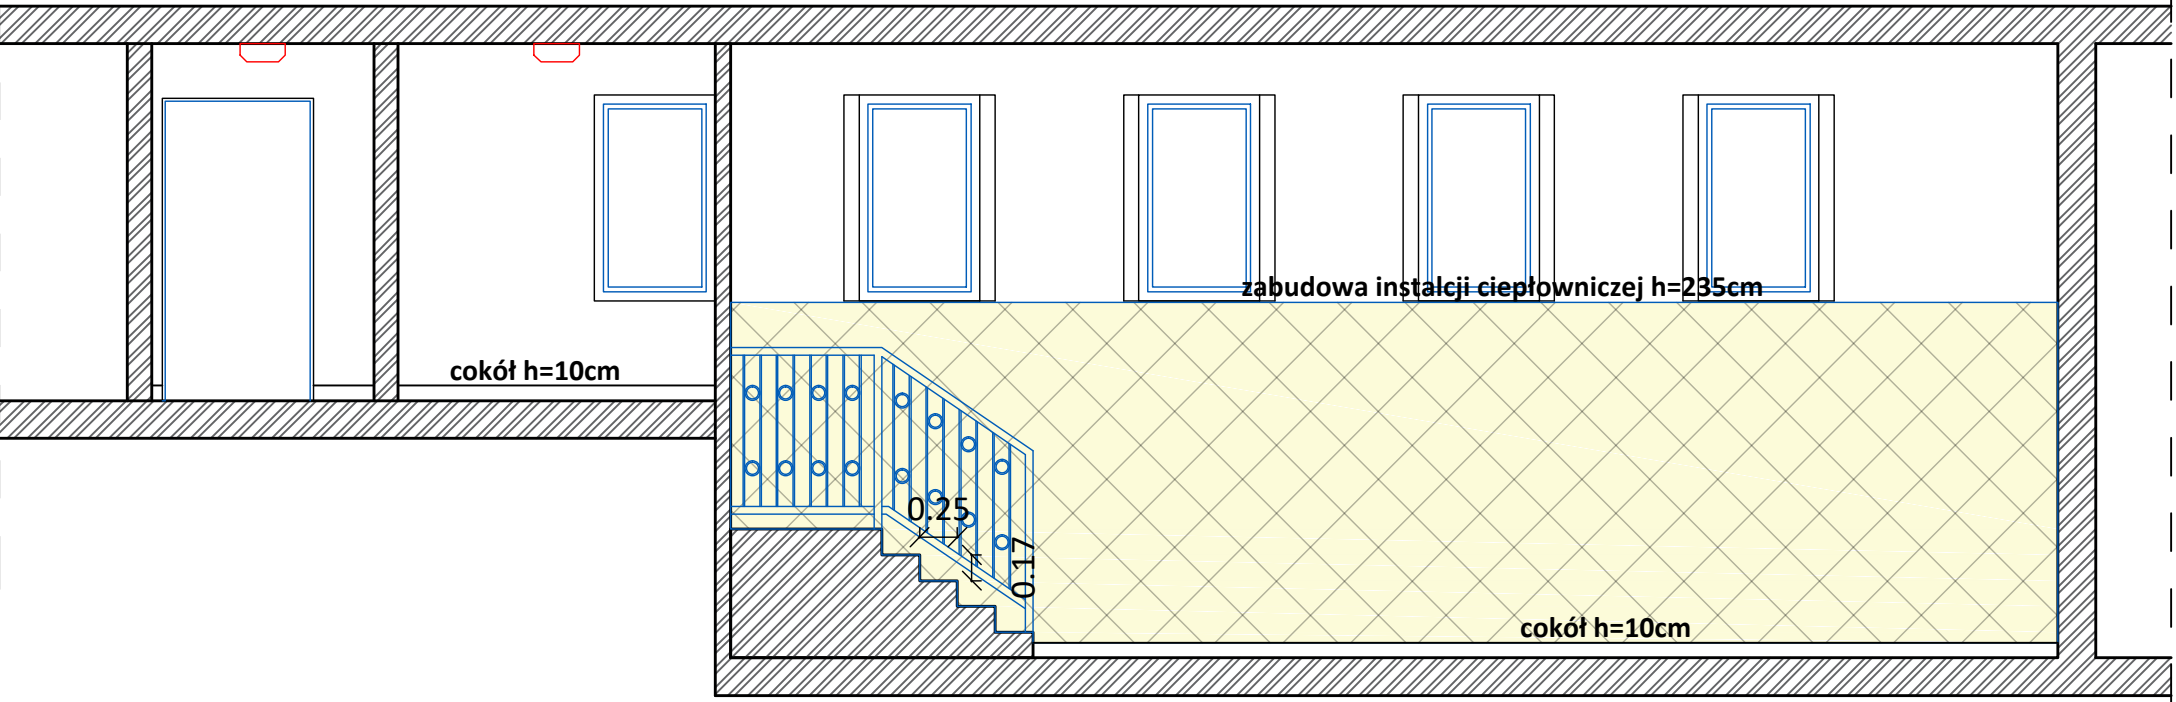 zabudowa instalcji ciepłowniczej h=235cm
cokół h=10cm
0.25
0.17
cokół h=10cm